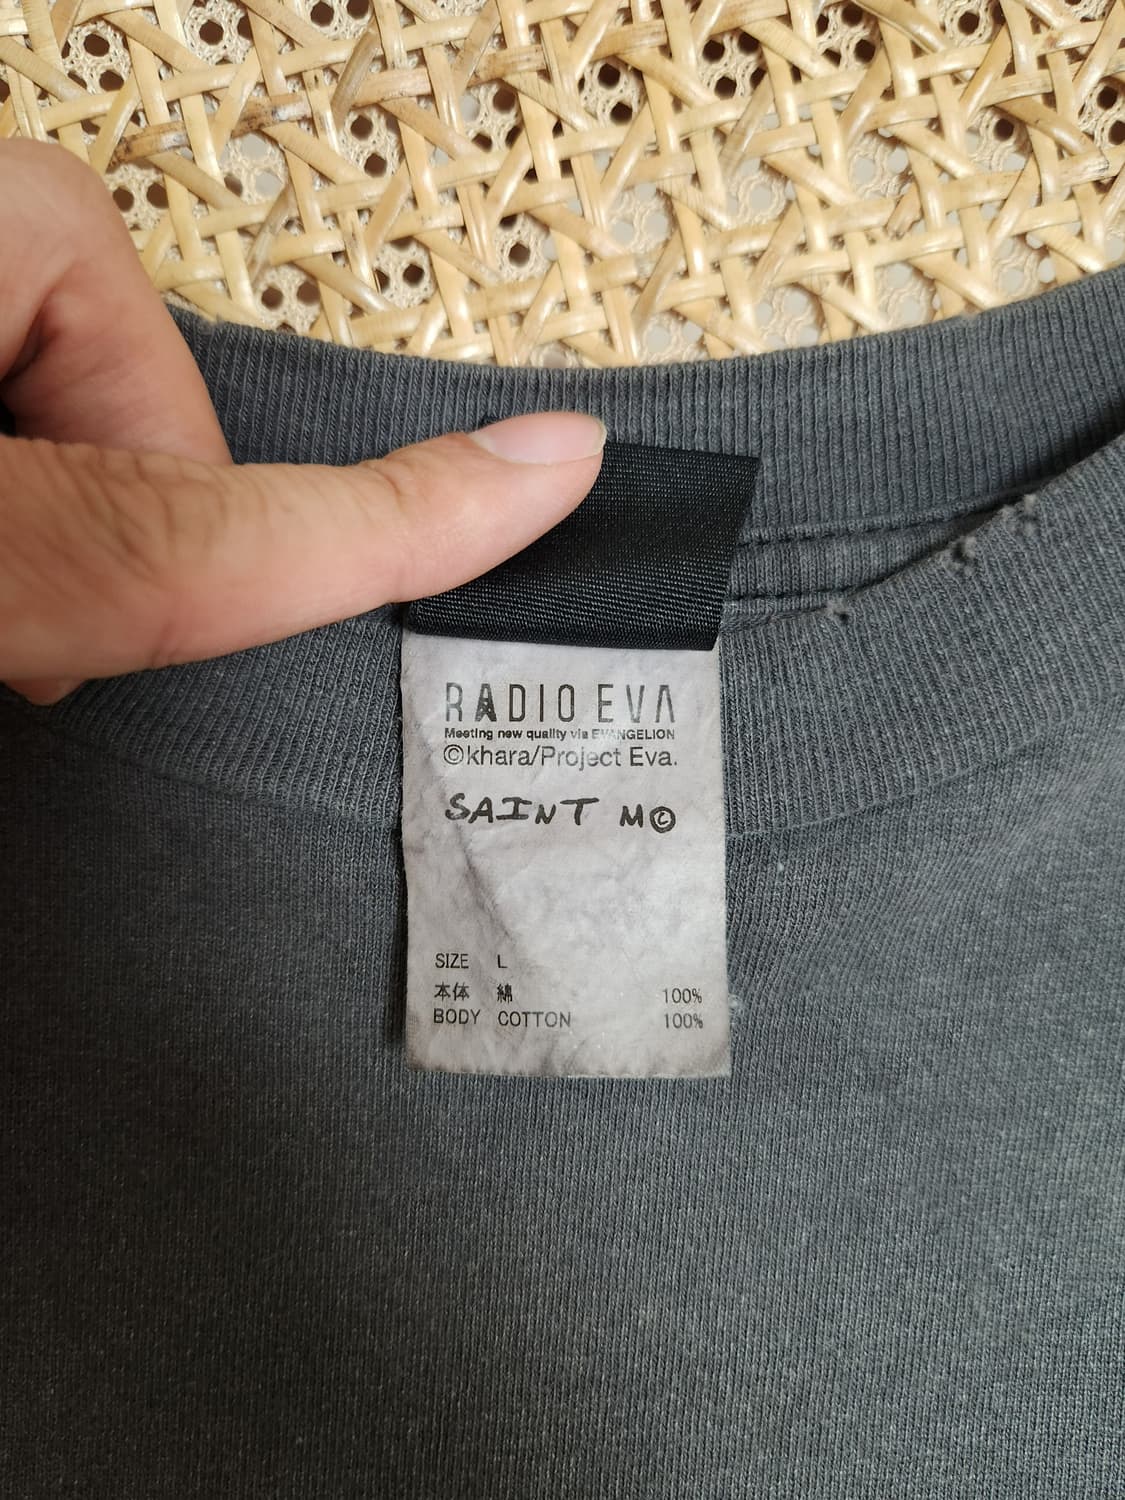 RADIO EVA
Meeting new quality via EVANGELION
©khara/Project Eva.
SAINT M©
SIZE L
本体 綿 100%
BODY COTTON 100%